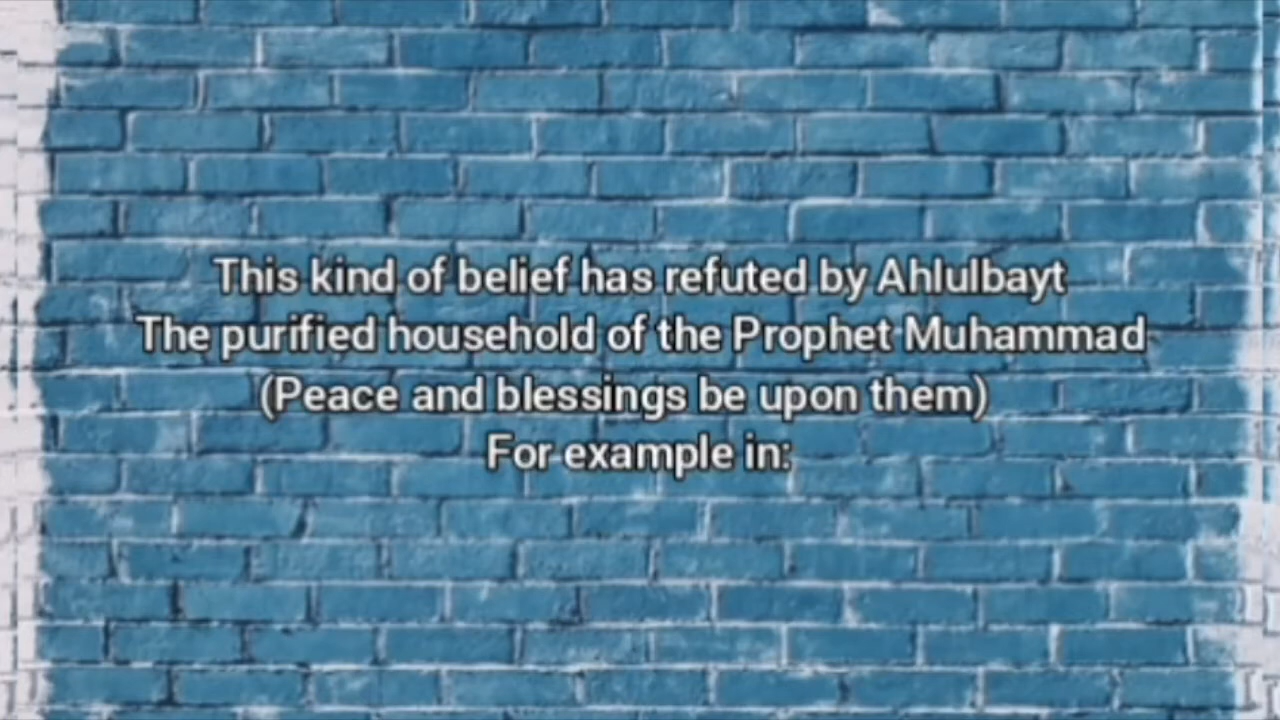 This kind of belief has refuted by Ahlulbayt
The purified household of the Prophet Muhammad
(Peace and blessings be upon them)
For example in: